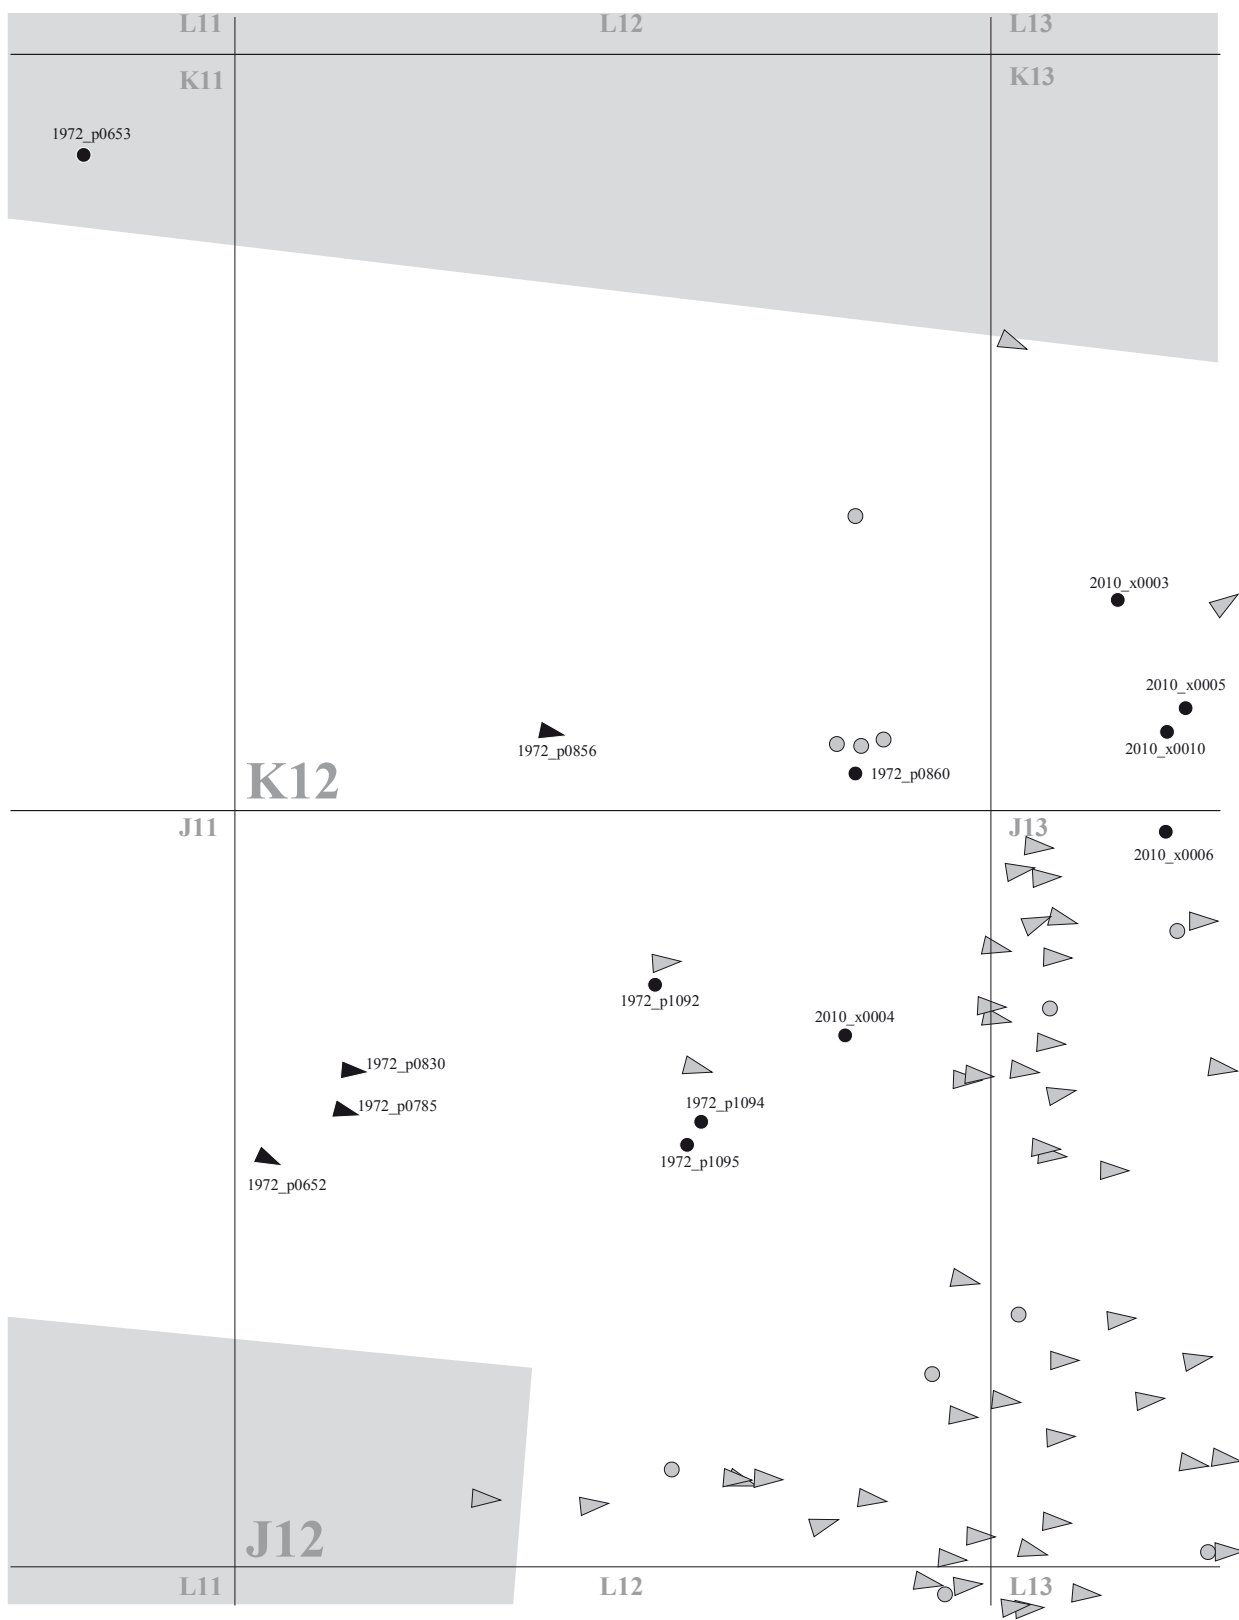 L11 L12 L13
K11 K13
1972_p0653
2010_x0003
2010_x0005
1972_p0856 2010_x0010
K12 1972_p0860
J11 J13
2010_x0006
1972_p1092
2010_x0004
1972_p0830
1972_p0785 1972_p1094
1972_p1095
1972_p0652
J12
L11 L12 L13